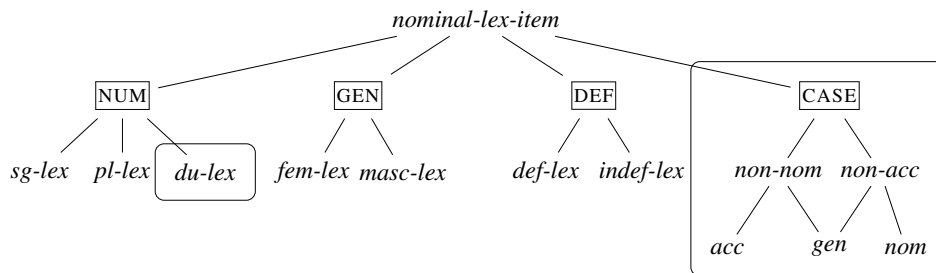 nominal-lex-item
NUM GEN DEF CASE
sg-lex pl-lex du-lex fem-lex masc-lex def-lex indef-lex non-nom non-acc
acc gen nom